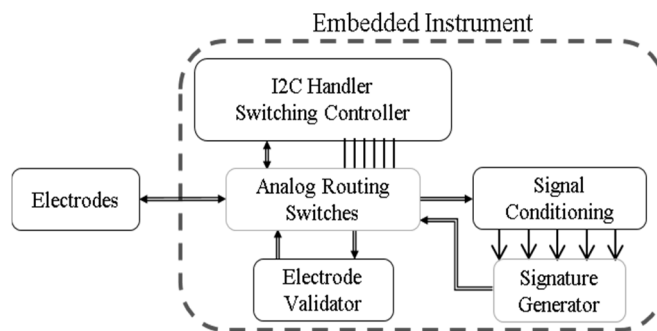 Embedded Instrument
I2C Handler
Switching Controller
Electrodes
Analog Routing
Switches
Signal
Conditioning
Electrode
Validator
Signature
Generator